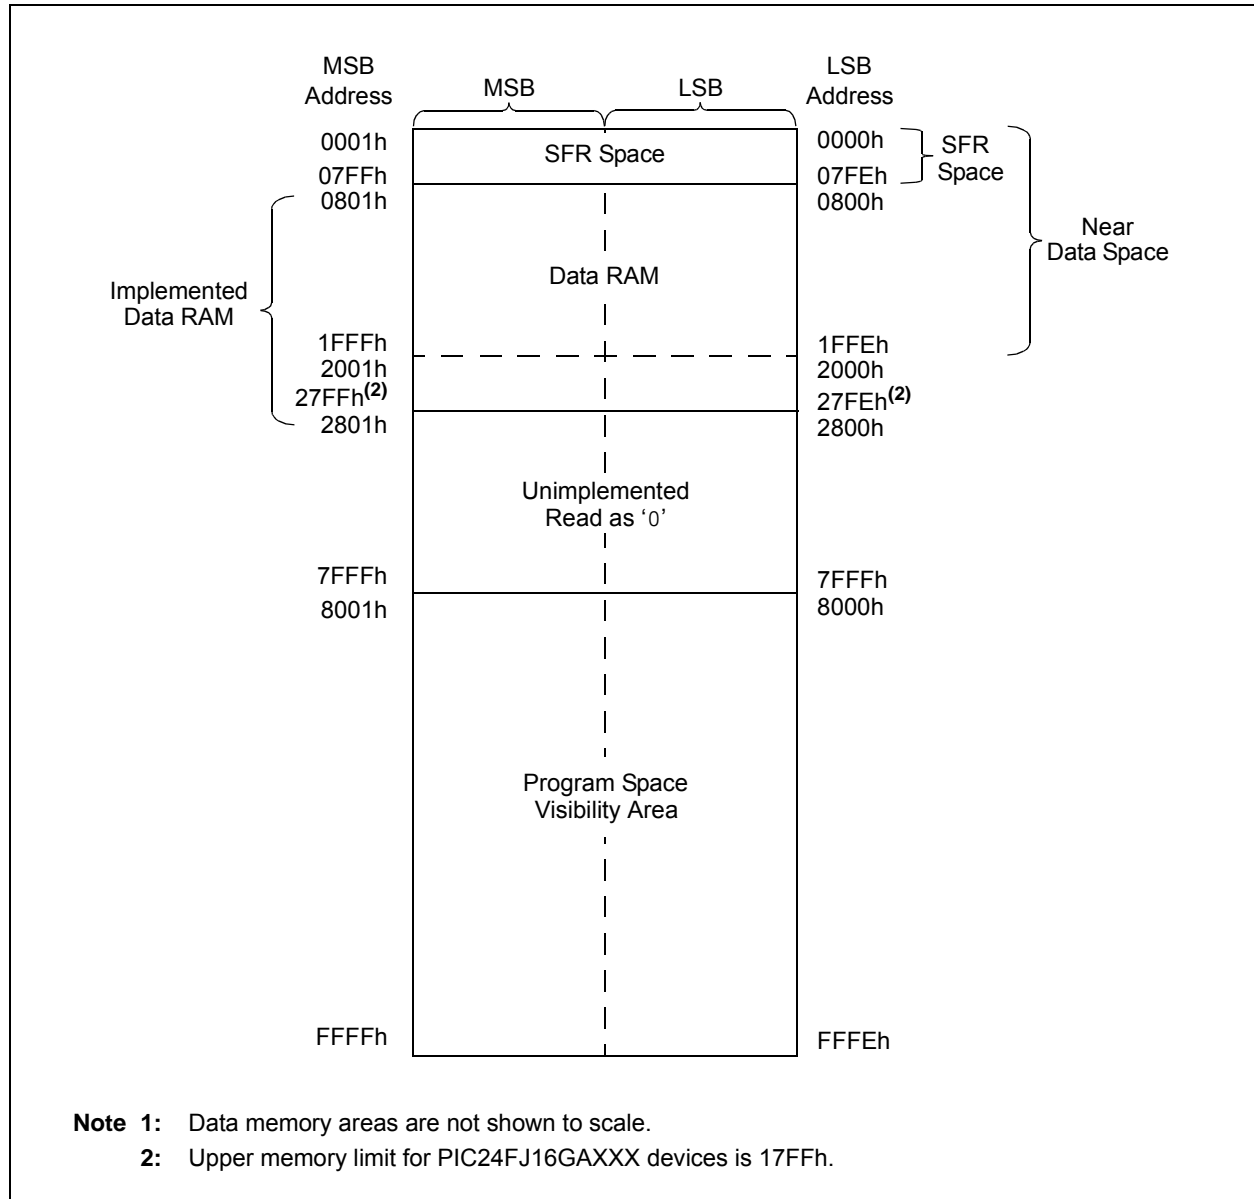 MSB
Address
MSB
LSB
LSB
Address
0001h
SFR Space
0000h
SFR
Space
07FFh
07FEh
0801h
0800h
Near
Data Space
Implemented
Data RAM
Data RAM
1FFFh
1FFEh
2001h
2000h
27FFh(2)
27FEh(2)
2801h
2800h
Unimplemented
Read as ‘0’
7FFFh
7FFFh
8001h
8000h
Program Space
Visibility Area
FFFFh
FFFEh
Note 1: Data memory areas are not shown to scale.
2: Upper memory limit for PIC24FJ16GAXXX devices is 17FFh.